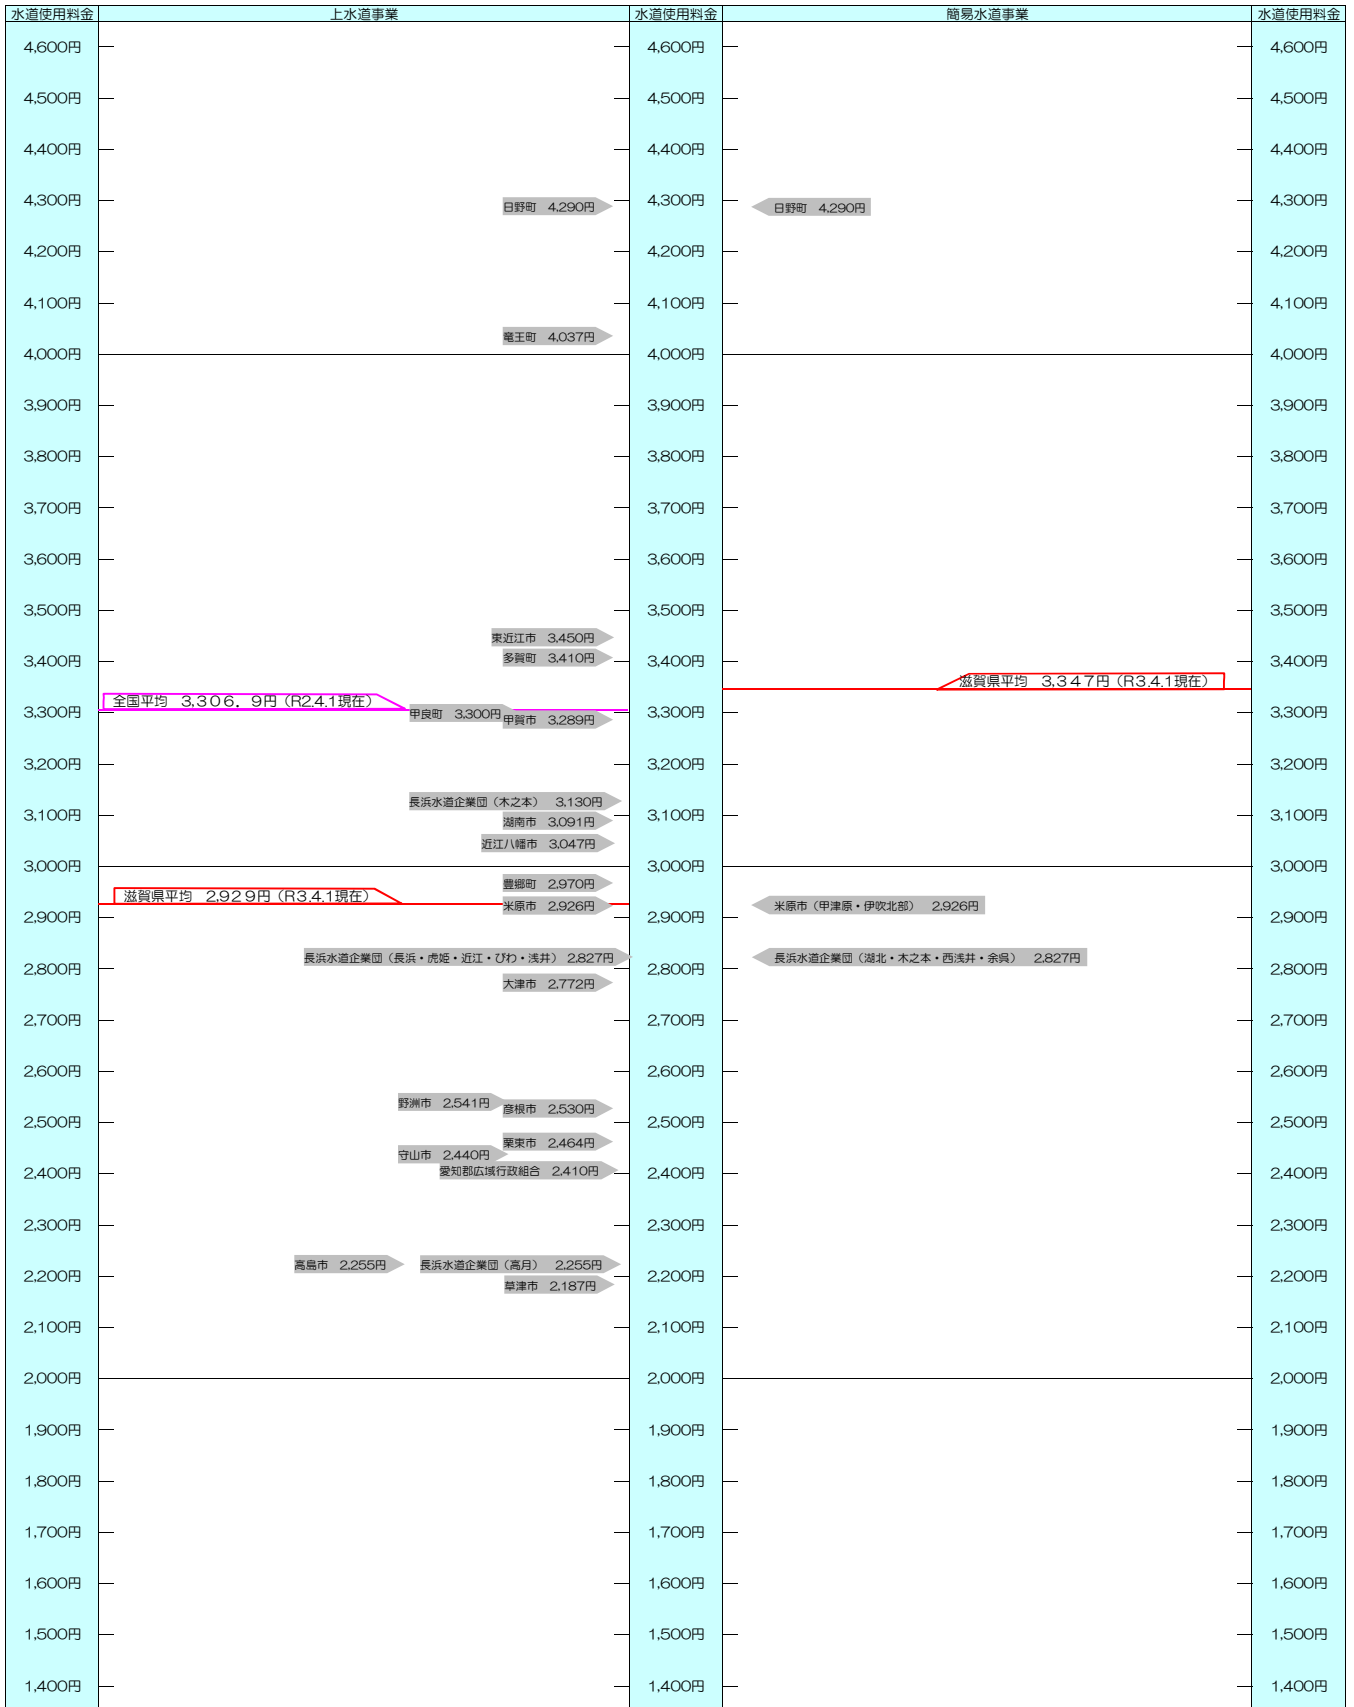 水道使用料金 上水道事業 水道使用料金 簡易水道事業 水道使用料金
4,600円 4,600円 4,600円
4,500円 4,500円 4,500円
4,400円 4,400円 4,400円
4,300円 4,300円 4,300円
日野町 4,290円 日野町 4,290円
4,200円 4,200円 4,200円
4,100円 4,100円 4,100円
竜王町 4,037円
4,000円 4,000円 4,000円
3,900円 3,900円 3,900円
3,800円 3,800円 3,800円
3,700円 3,700円 3,700円
3,600円 3,600円 3,600円
3,500円 3,500円 3,500円
東近江市 3,450円
多賀町 3,410円
3,400円 3,400円 3,400円
滋賀県平均 3,347円（R3.4.1現在）
全国平均 3,306．9円（R2.4.1現在）
3,300円 甲良町 3,300円 3,300円 3,300円
甲賀市 3,289円
3,200円 3,200円 3,200円
長浜水道企業団（木之本） 3,130円
3,100円 3,100円 3,100円
湖南市 3,091円
近江八幡市 3,047円
3,000円 3,000円 3,000円
豊郷町 2,970円
滋賀県平均 2,929円（R3.4.1現在）
米原市 2,926円 米原市（甲津原・伊吹北部） 2,926円
2,900円 2,900円 2,900円
長浜水道企業団（長浜・虎姫・近江・びわ・浅井） 2,827円 長浜水道企業団（湖北・木之本・西浅井・余呉） 2,827円
2,800円 2,800円 2,800円
大津市 2,772円
2,700円 2,700円 2,700円
2,600円 2,600円 2,600円
野洲市 2,541円
彦根市 2,530円
2,500円 2,500円 2,500円
栗東市 2,464円
守山市 2,440円
愛知郡広域行政組合 2,410円
2,400円 2,400円 2,400円
2,300円 2,300円 2,300円
高島市 2,255円 長浜水道企業団（高月） 2,255円
2,200円 2,200円 2,200円
草津市 2,187円
2,100円 2,100円 2,100円
2,000円 2,000円 2,000円
1,900円 1,900円 1,900円
1,800円 1,800円 1,800円
1,700円 1,700円 1,700円
1,600円 1,600円 1,600円
1,500円 1,500円 1,500円
1,400円 1,400円 1,400円